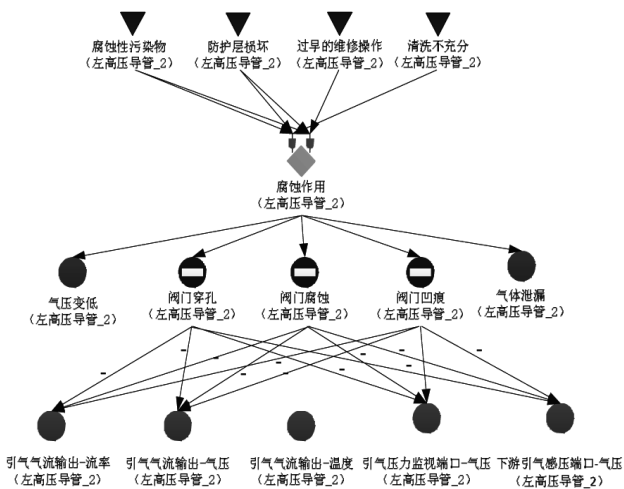 腐蚀性污染物 防护层损坏 过早的维修操作 清洗不充分
（左高压导管_2） （左高压导管_2） （左高压导管_2） （左高压导管_2）
腐蚀作用
（左高压导管_2）
气压变低 阀门穿孔 阀门腐蚀 阀门凹痕 气体泄漏
（左高压导管_2） （左高压导管_2） （左高压导管_2） （左高压导管_2） （左高压导管_2）
- - - - - -
- - - - - -
引气气流输出-流率 引气气流输出-气压 引气气流输出-温度 引气压力监视端口-气压 下游引气感压端口-气压
（左高压导管_2） （左高压导管_2） （左高压导管_2） （左高压导管_2） （左高压导管_2）